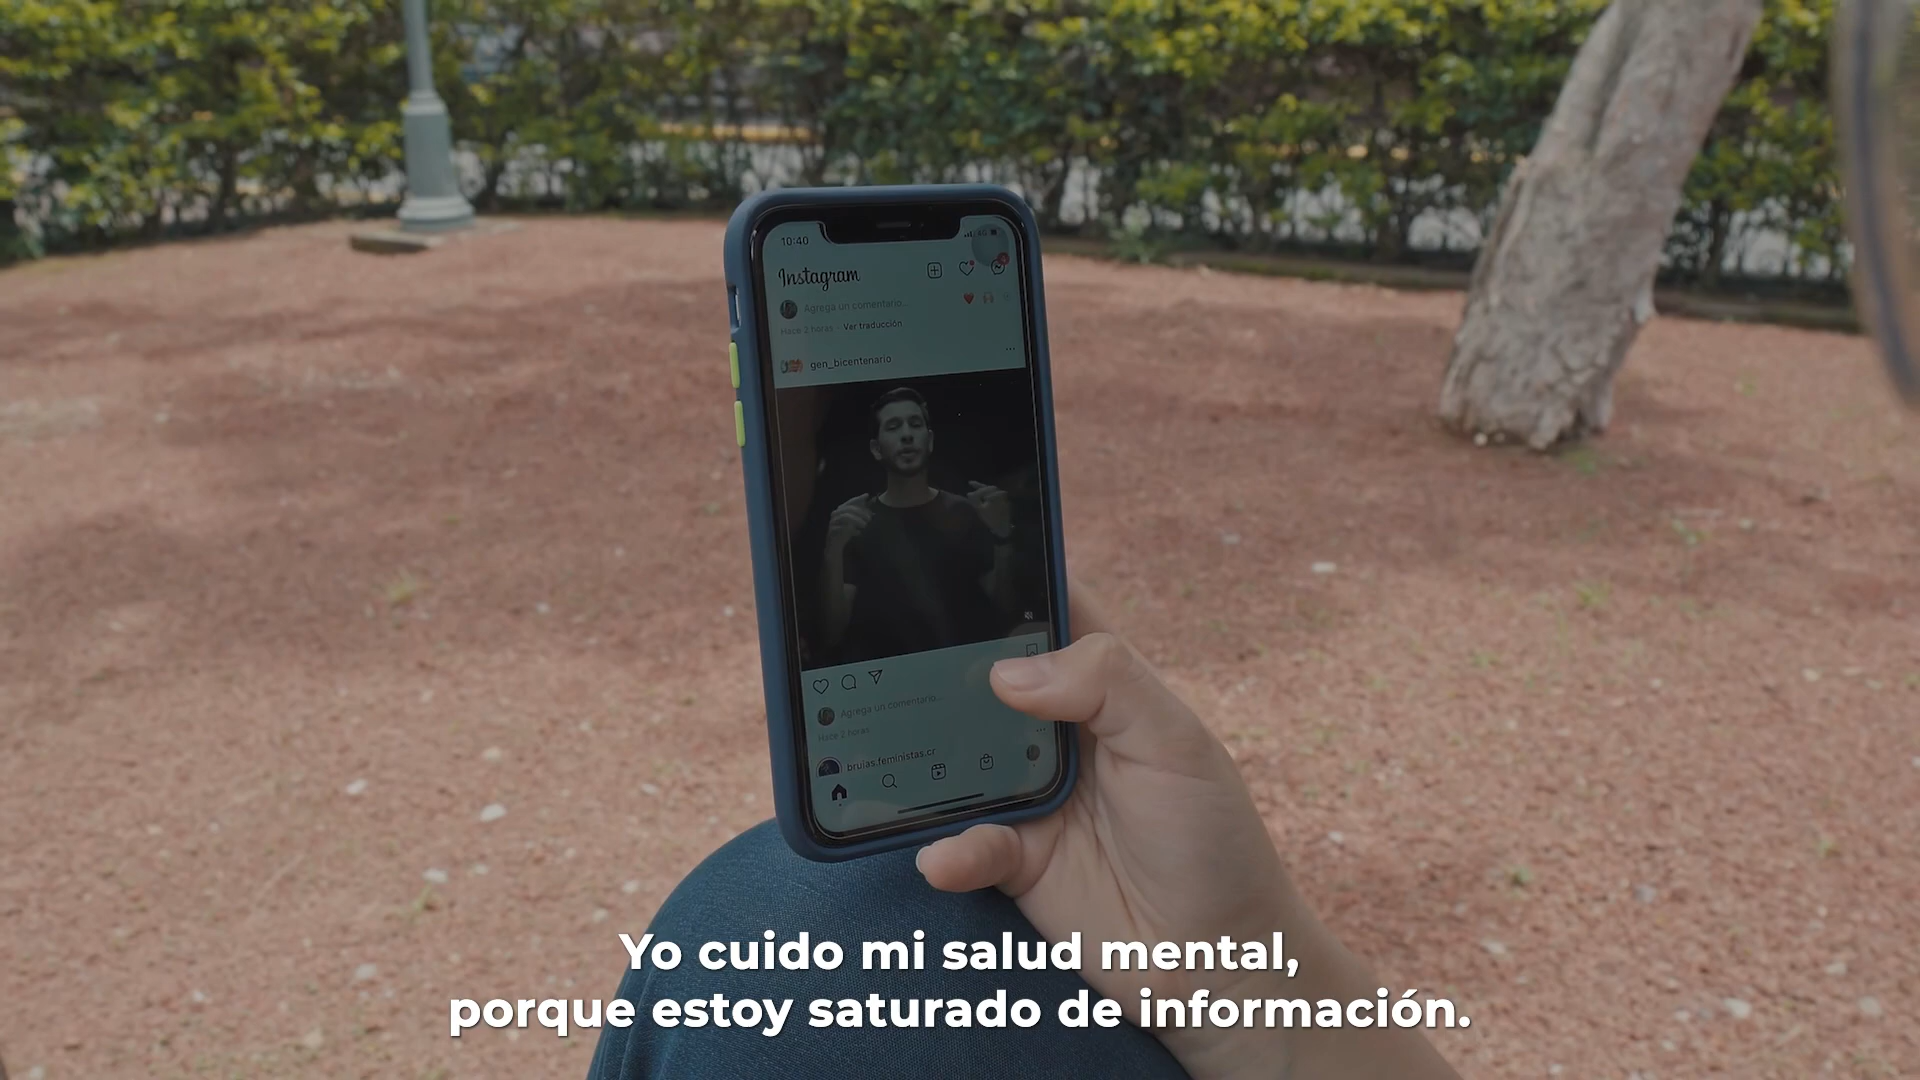 10:40
4G
Instagram
Agrega un comentario...
Hace 2 horas · Ver traducción
gen_bicentenario
Agrega un comentario...
Hace 2 horas
brujas.feministas.cr
Yo cuido mi salud mental,
porque estoy saturado de información.